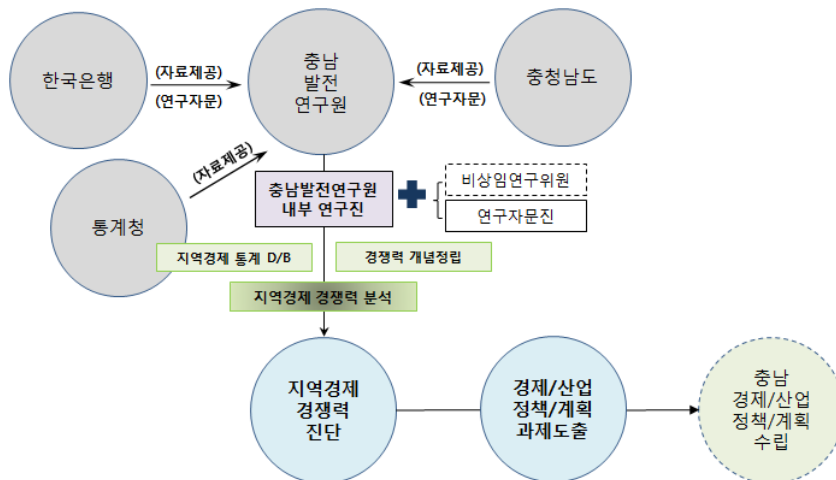 한국은행
(자료제공)
(연구자문)
충남
발전
연구원
(자료제공)
(연구자문)
충청남도
통계청
(자료제공)
충남발전연구원
내부 연구진
비상임연구위원
연구자문진
지역경제 통계 D/B
경쟁력 개념정립
지역경제 경쟁력 분석
지역경제
경쟁력
진단
경제/산업
정책/계획
과제도출
충남
경제/산업
정책/계획
수립